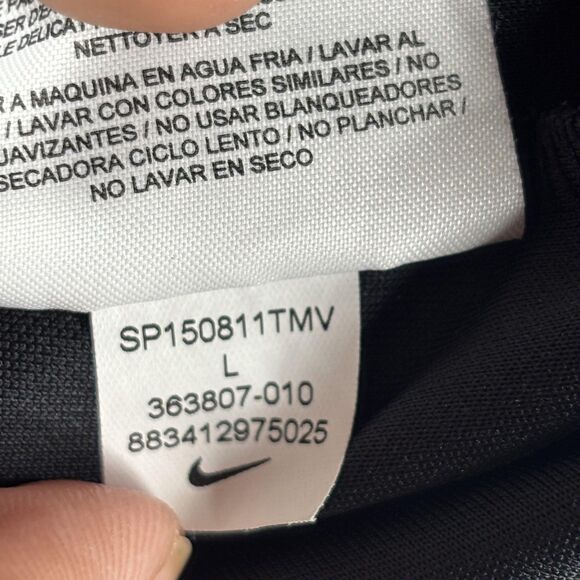 NETTOYER A SEC
A MAQUINA EN AGUA FRIA / LAVAR AL
/ LAVAR CON COLORES SIMILARES / NO
/ NO USAR BLANQUEADORES
SECADORA CICLO LENTO / NO PLANCHAR /
NO LAVAR EN SECO
SP150811TMV
L
363807-010
883412975025